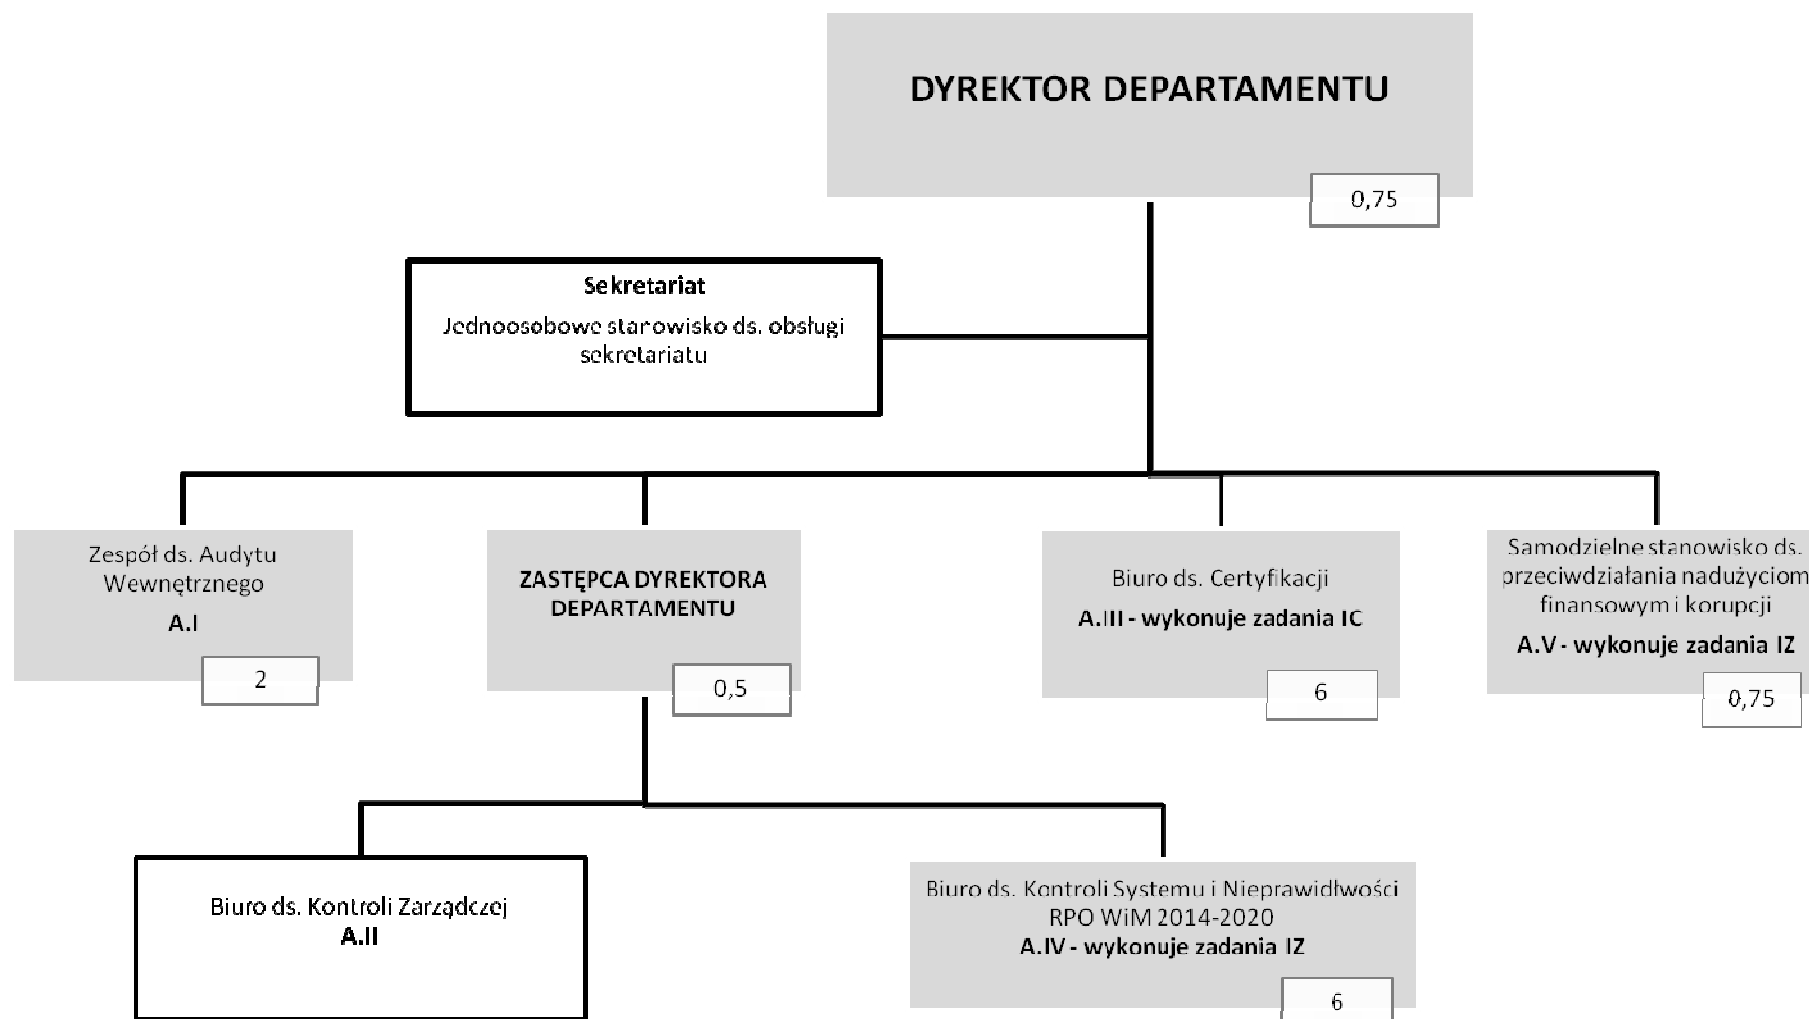 DYREKTOR DEPARTAMENTU
0,75
Sekretariat
Jednoosobowe stanowisko ds. obsługi
sekretariatu
Zespół ds. Audytu
Wewnętrznego
A.I
2
ZASTĘPCA DYREKTORA
DEPARTAMENTU
0,5
Biuro ds. Certyfikacji
A.III - wykonuje zadania IC
6
Samodzielne stanowisko ds.
przeciwdziałania nadużyciom
finansowym i korupcji
A.V - wykonuje zadania IZ
0,75
Biuro ds. Kontroli Zarządczej
A.II
Biuro ds. Kontroli Systemu i Nieprawidłwości
RPO WiM 2014-2020
A.IV - wykonuje zadania IZ
6